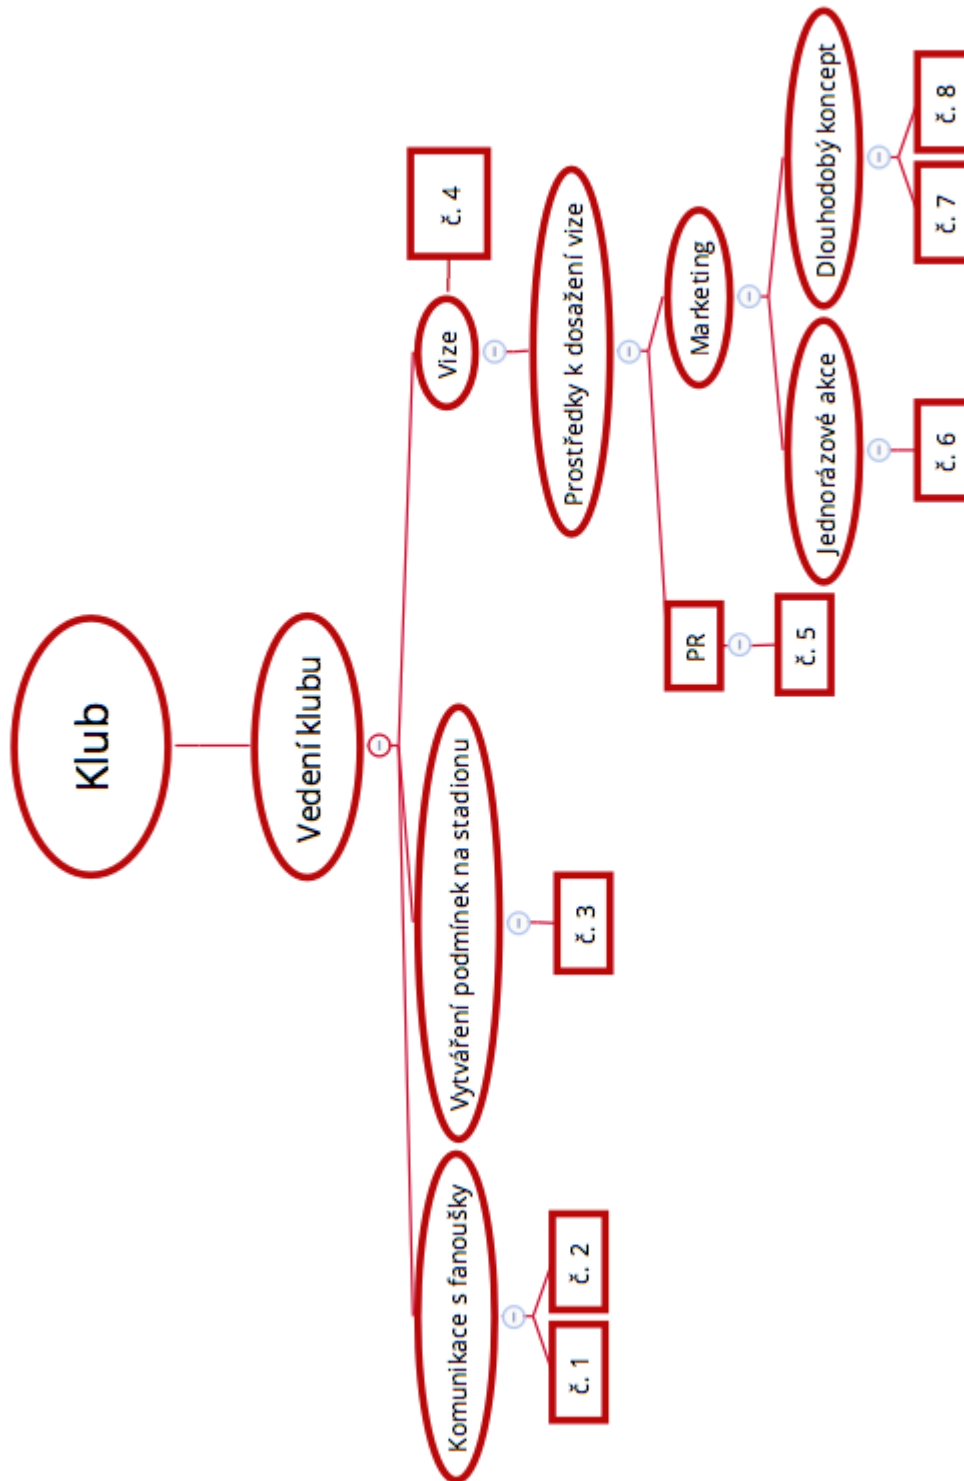 Klub
Vedení klubu
Komunikace s fanoušky
Vytváření podmínek na stadionu
Vize
č. 4
č. 1
č. 2
č. 3
Prostředky k dosažení vize
PR
Marketing
č. 5
Jednorázové akce
Dlouhodobý koncept
č. 6
č. 7
č. 8